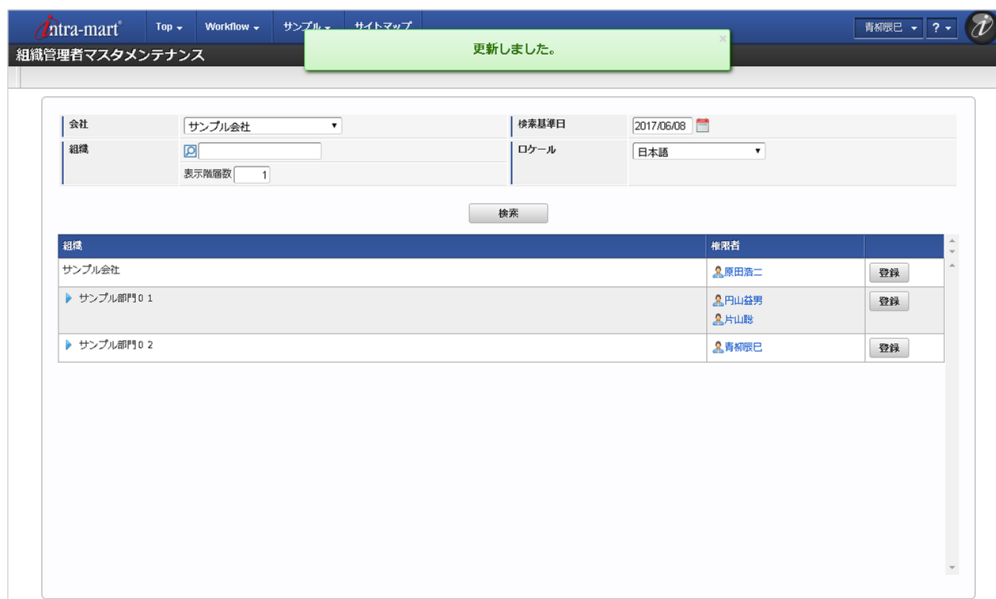 intra-mart Top Workflow サンプル サイトマップ 青柳辰巳 ?
更新しました。 ×
組織管理者マスタメンテナンス
会社 サンプル会社 検索基準日 2017/06/08
組織 ロケール 日本語
表示階層数 1
検索
組織 権限者
サンプル会社 原田浩二 登録
サンプル部門01 円山益男 登録
片山聡
サンプル部門02 青柳辰巳 登録